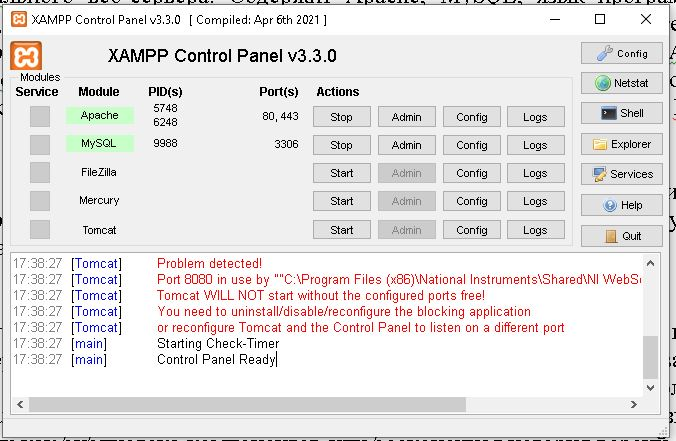 XAMPP Control Panel v3.3.0 [ Compiled: Apr 6th 2021 ]
XAMPP Control Panel v3.3.0
Config
Modules
Service Module PID(s) Port(s) Actions
Netstat
Apache 5748 6248 80, 443 Stop Admin Config Logs
Shell
MySQL 9988 3306 Stop Admin Config Logs
Explorer
FileZilla Start Admin Config Logs
Services
Mercury Start Admin Config Logs
Help
Tomcat Start Admin Config Logs
Quit
17:38:27 [Tomcat] Problem detected!
17:38:27 [Tomcat] Port 8080 in use by ""C:\Program Files (x86)\National Instruments\Shared\NI WebSe
17:38:27 [Tomcat] Tomcat WILL NOT start without the configured ports free!
17:38:27 [Tomcat] You need to uninstall/disable/reconfigure the blocking application
17:38:27 [Tomcat] or reconfigure Tomcat and the Control Panel to listen on a different port
17:38:27 [main] Starting Check-Timer
17:38:27 [main] Control Panel Ready